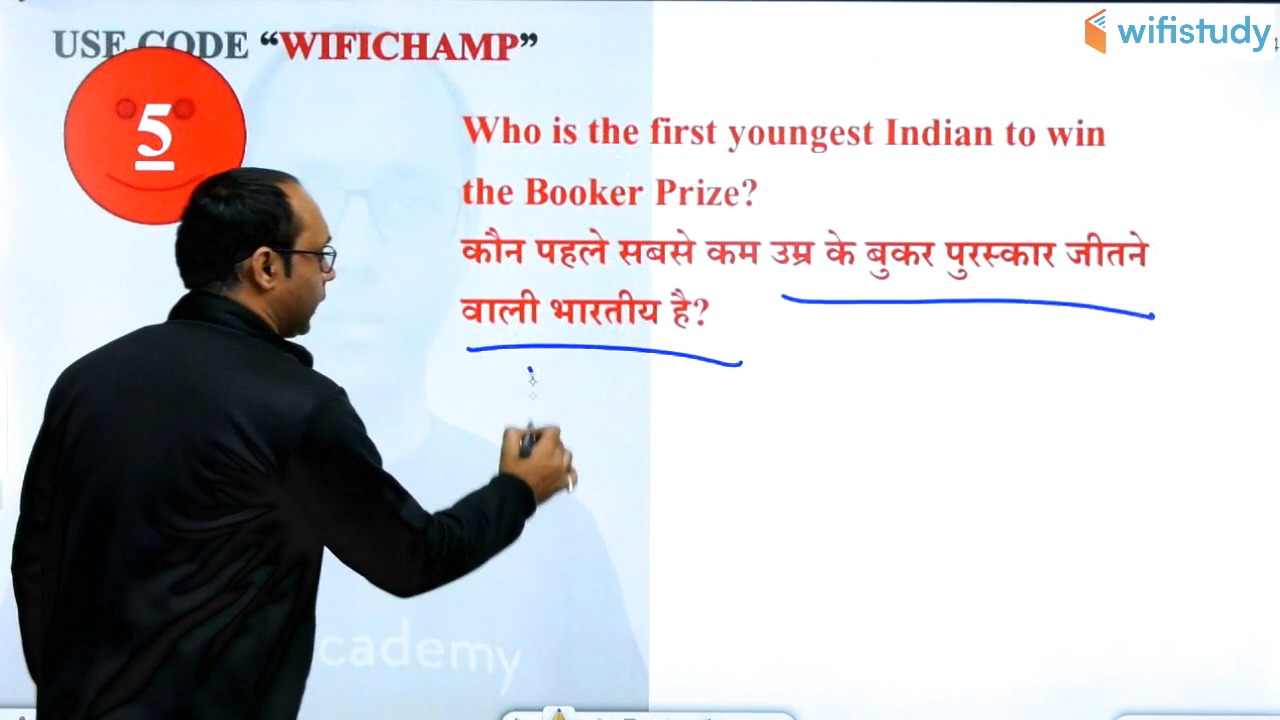 USE CODE “WIFICHAMP”
wifistudy
5
Who is the first youngest Indian to win
the Booker Prize?
कौन पहले सबसे कम उम्र के बुकर पुरस्कार जीतने
वाली भारतीय है?
cademy